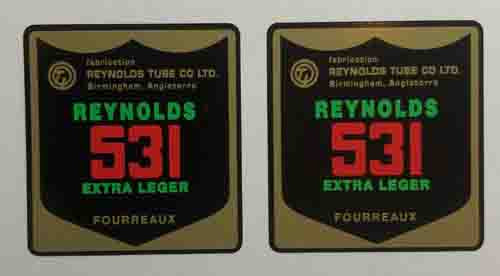 fabrication
REYNOLDS TUBE CO LTD.
Birmingham, Angleterre
REYNOLDS
531
EXTRA LEGER
FOURREAUX
fabrication
REYNOLDS TUBE CO LTD.
Birmingham, Angleterre
REYNOLDS
531
EXTRA LEGER
FOURREAUX